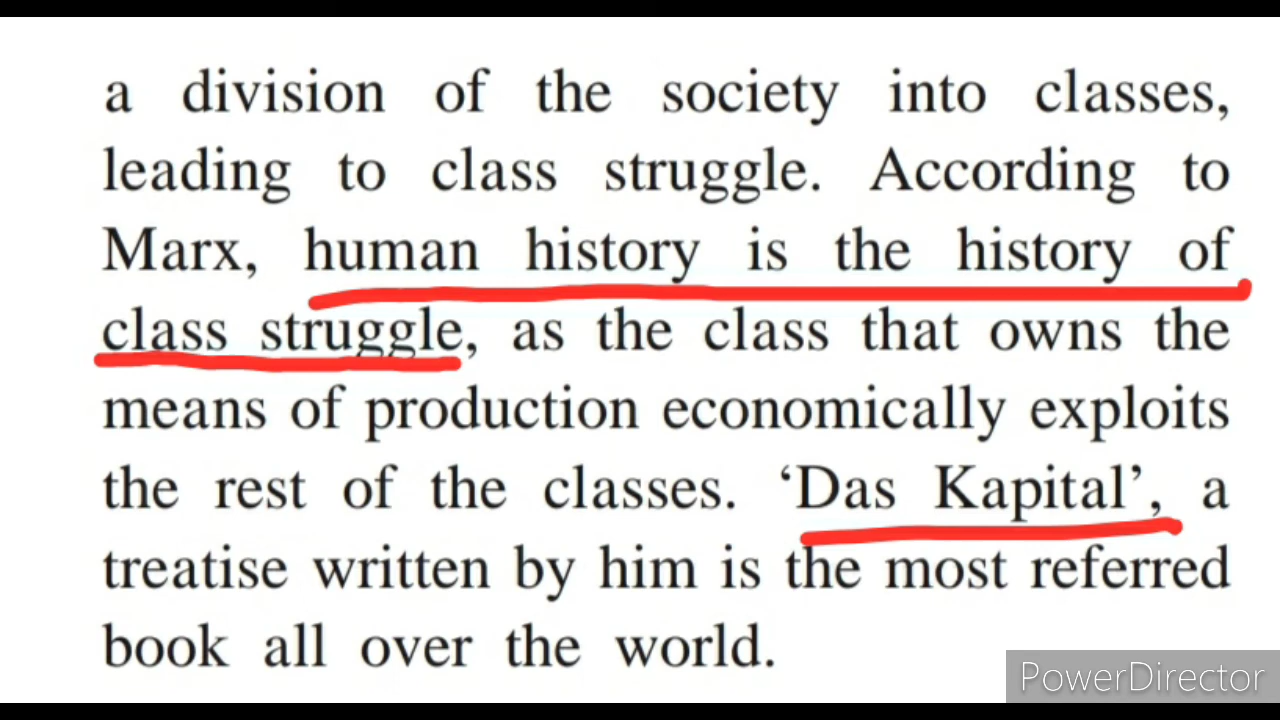 a division of the society into classes,
leading to class struggle. According to
Marx, human history is the history of
class struggle, as the class that owns the
means of production economically exploits
the rest of the classes. ‘Das Kapital’, a
treatise written by him is the most referred
book all over the world.
PowerDirector